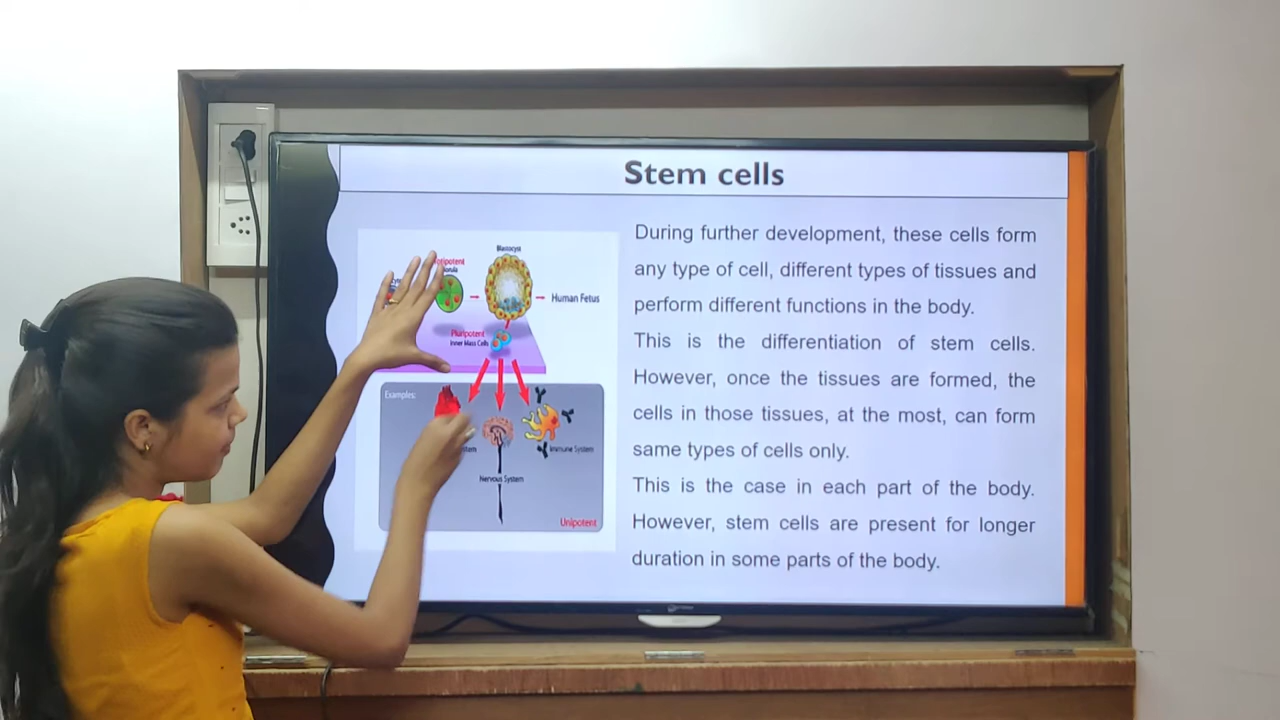 Stem cells
Blastocyst
Human Fetus
Pluripotent
Inner Mass Cells
Examples:
Immune System
Nervous System
Unipotent
During further development, these cells form
any type of cell, different types of tissues and
perform different functions in the body.
This is the differentiation of stem cells.
However, once the tissues are formed, the
cells in those tissues, at the most, can form
same types of cells only.
This is the case in each part of the body.
However, stem cells are present for longer
duration in some parts of the body.